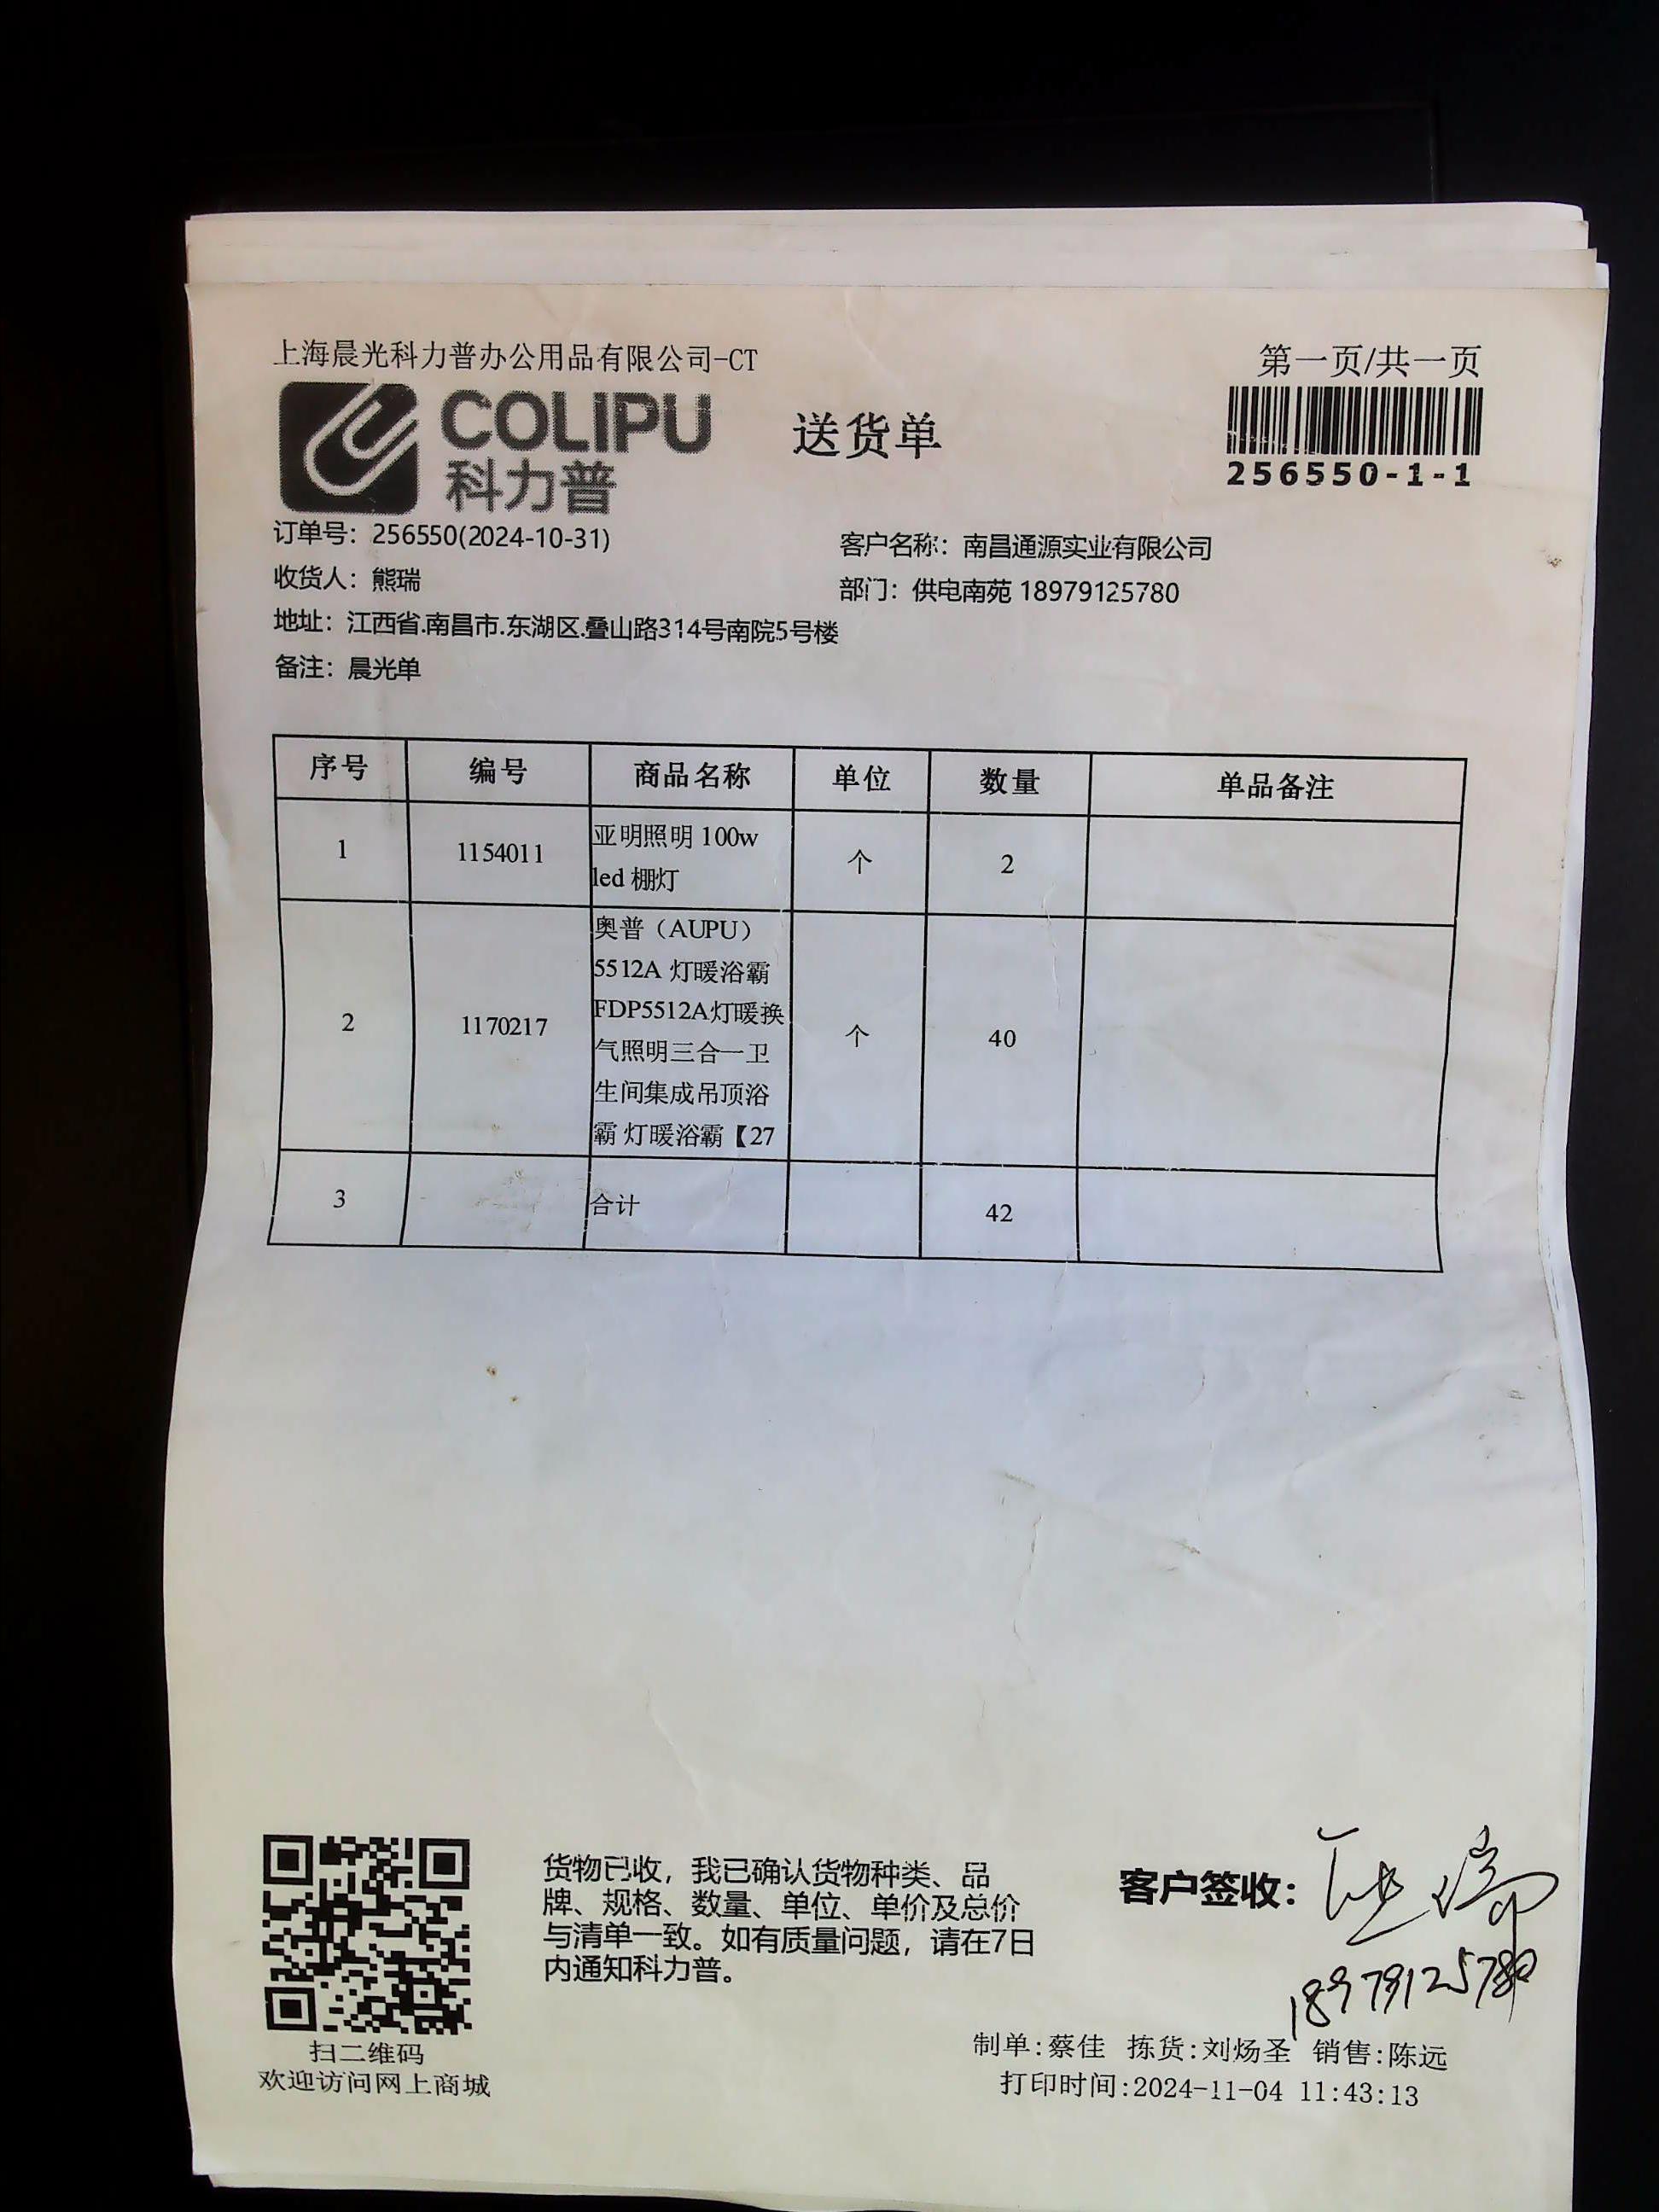 上海晨光科力普办公用品有限公司-CT
第一页/共一页
COLIPU
科力普
送货单
256550-1-1
订单号：256550(2024-10-31)
客户名称：南昌通源实业有限公司
收货人：熊瑞
部门：供电南苑 18979125780
地址：江西省.南昌市.东湖区.叠山路314号南院5号楼
备注：晨光单
序号 编号 商品名称 单位 数量 单品备注
1 1154011 亚明照明 100w
led 棚灯 个 2
2 1170217 奥普（AUPU）
5512A 灯暖浴霸
FDP5512A灯暖换
气照明三合一卫
生间集成吊顶浴
霸 灯暖浴霸【27 个 40
3 合计 42
货物已收，我已确认货物种类、品
牌、规格、数量、单位、单价及总价
与清单一致。如有质量问题，请在7日
内通知科力普。
客户签收：
18979125780
扫二维码
欢迎访问网上商城
制单:蔡佳 拣货:刘炀圣 销售:陈远
打印时间:2024-11-04 11:43:13